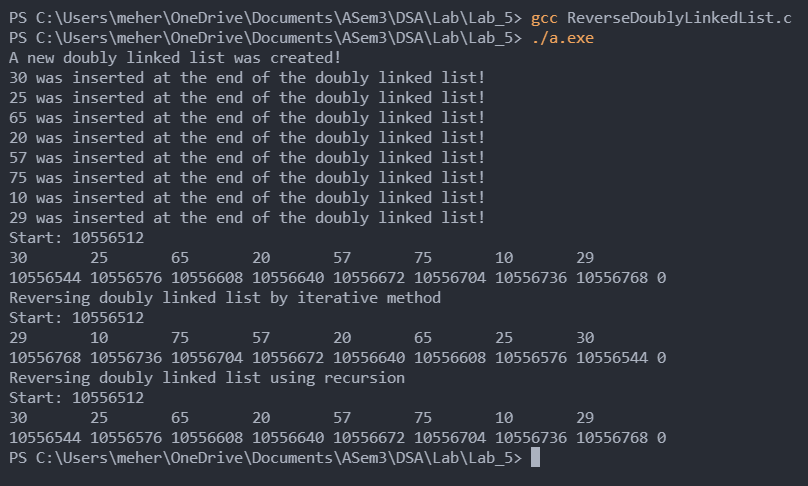 PS C:\Users\meher\OneDrive\Documents\ASem3\DSA\Lab\Lab_5> gcc ReverseDoublyLinkedList.c
PS C:\Users\meher\OneDrive\Documents\ASem3\DSA\Lab\Lab_5> ./a.exe
A new doubly linked list was created!
30 was inserted at the end of the doubly linked list!
25 was inserted at the end of the doubly linked list!
65 was inserted at the end of the doubly linked list!
20 was inserted at the end of the doubly linked list!
57 was inserted at the end of the doubly linked list!
75 was inserted at the end of the doubly linked list!
10 was inserted at the end of the doubly linked list!
29 was inserted at the end of the doubly linked list!
Start: 10556512
30       25       65       20       57       75       10       29
10556544 10556576 10556608 10556640 10556672 10556704 10556736 10556768 0
Reversing doubly linked list by iterative method
Start: 10556512
29       10       75       57       20       65       25       30
10556768 10556736 10556704 10556672 10556640 10556608 10556576 10556544 0
Reversing doubly linked list using recursion
Start: 10556512
30       25       65       20       57       75       10       29
10556544 10556576 10556608 10556640 10556672 10556704 10556736 10556768 0
PS C:\Users\meher\OneDrive\Documents\ASem3\DSA\Lab\Lab_5>